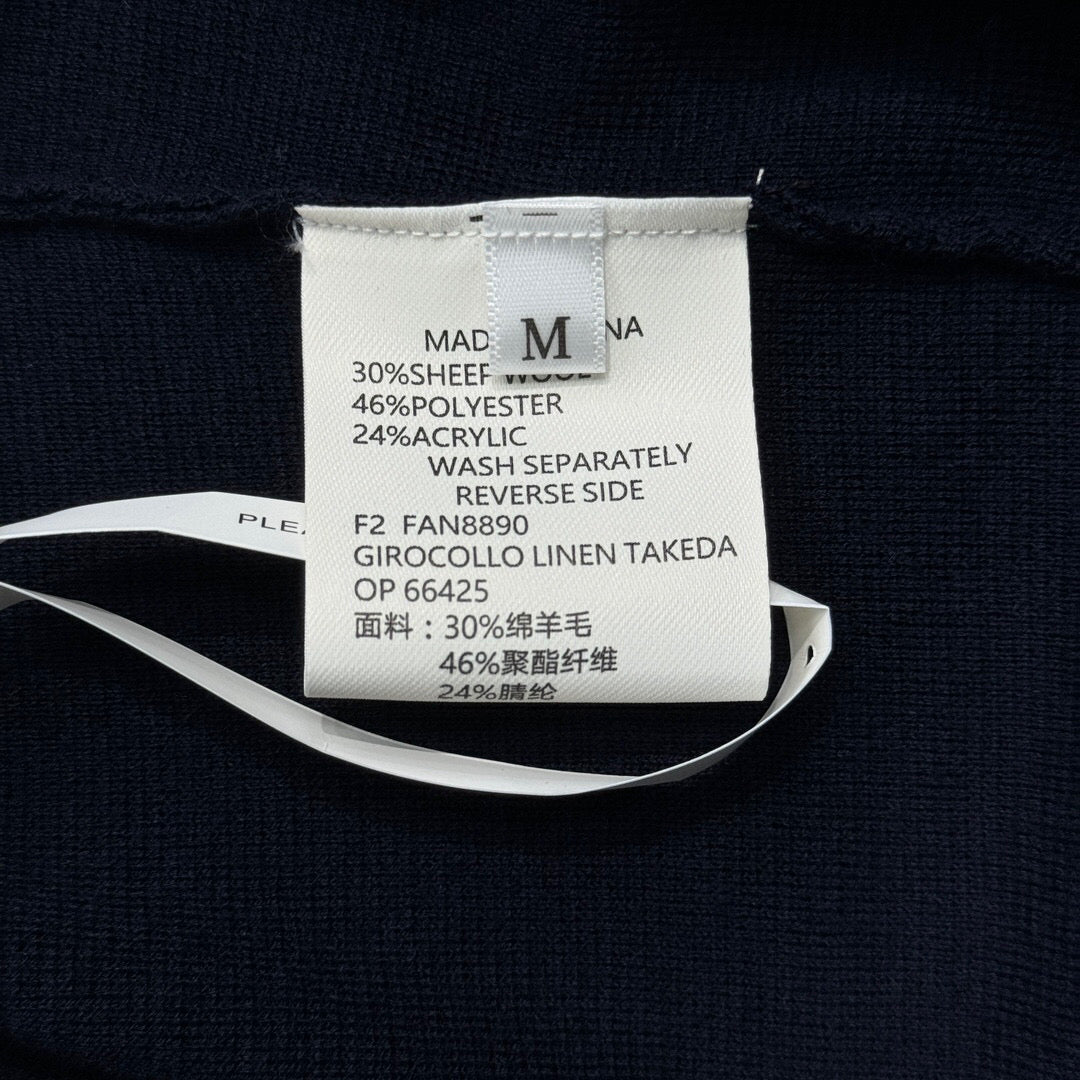 M
MAD NA
30%SHEEP WOOL
46%POLYESTER
24%ACRYLIC
WASH SEPARATELY
REVERSE SIDE
F2 FAN8890
GIROCOLLO LINEN TAKEDA
OP 66425
面料：30%绵羊毛
46%聚酯纤维
24%腈纶
PLEA